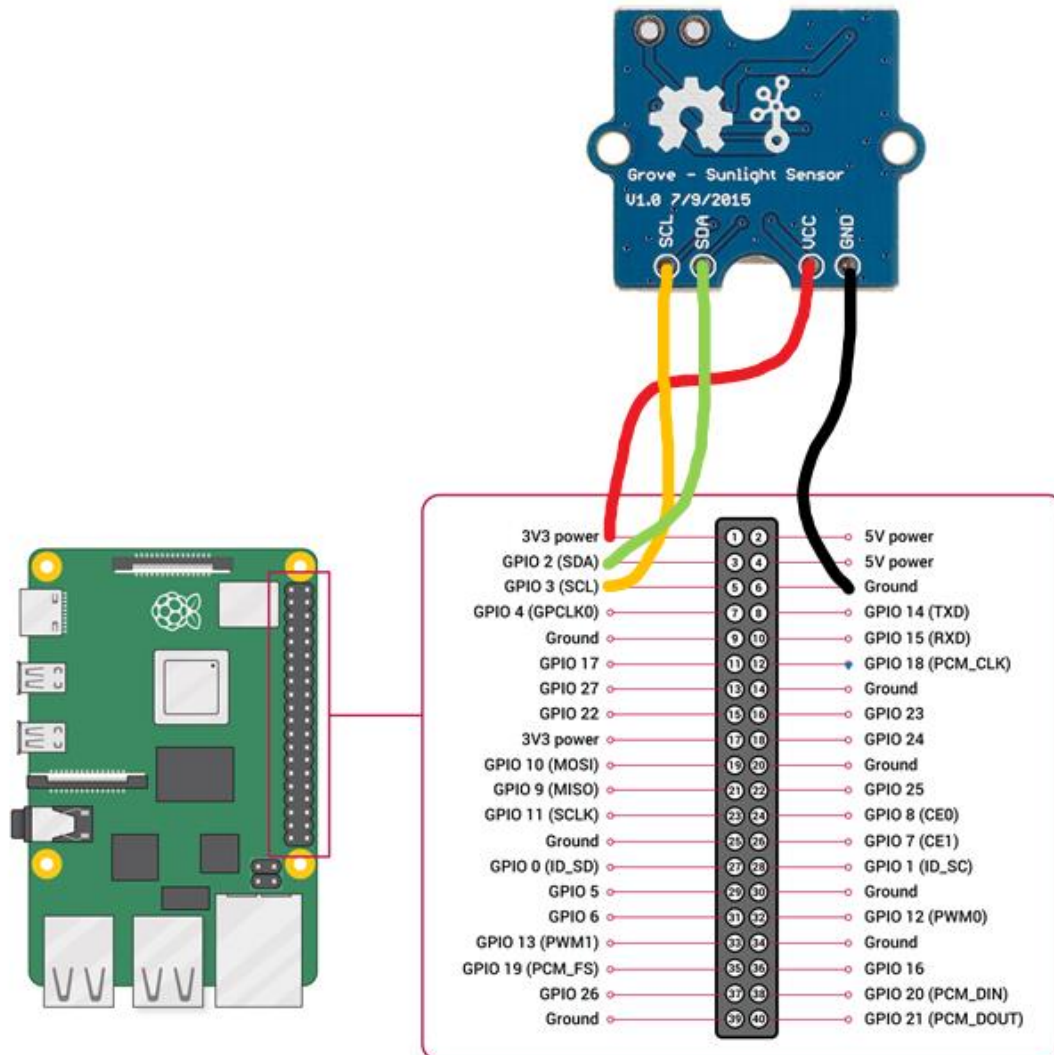 Grove - Sunlight Sensor
V1.0 7/9/2015
SCL SDA VCC GND
3V3 power 1 2 5V power
GPIO 2 (SDA) 3 4 5V power
GPIO 3 (SCL) 5 6 Ground
GPIO 4 (GPCLK0) 7 8 GPIO 14 (TXD)
Ground 9 10 GPIO 15 (RXD)
GPIO 17 11 12 GPIO 18 (PCM_CLK)
GPIO 27 13 14 Ground
GPIO 22 15 16 GPIO 23
3V3 power 17 18 GPIO 24
GPIO 10 (MOSI) 19 20 Ground
GPIO 9 (MISO) 21 22 GPIO 25
GPIO 11 (SCLK) 23 24 GPIO 8 (CE0)
Ground 25 26 GPIO 7 (CE1)
GPIO 0 (ID_SD) 27 28 GPIO 1 (ID_SC)
GPIO 5 29 30 Ground
GPIO 6 31 32 GPIO 12 (PWM0)
GPIO 13 (PWM1) 33 34 Ground
GPIO 19 (PCM_FS) 35 36 GPIO 16
GPIO 26 37 38 GPIO 20 (PCM_DIN)
Ground 39 40 GPIO 21 (PCM_DOUT)